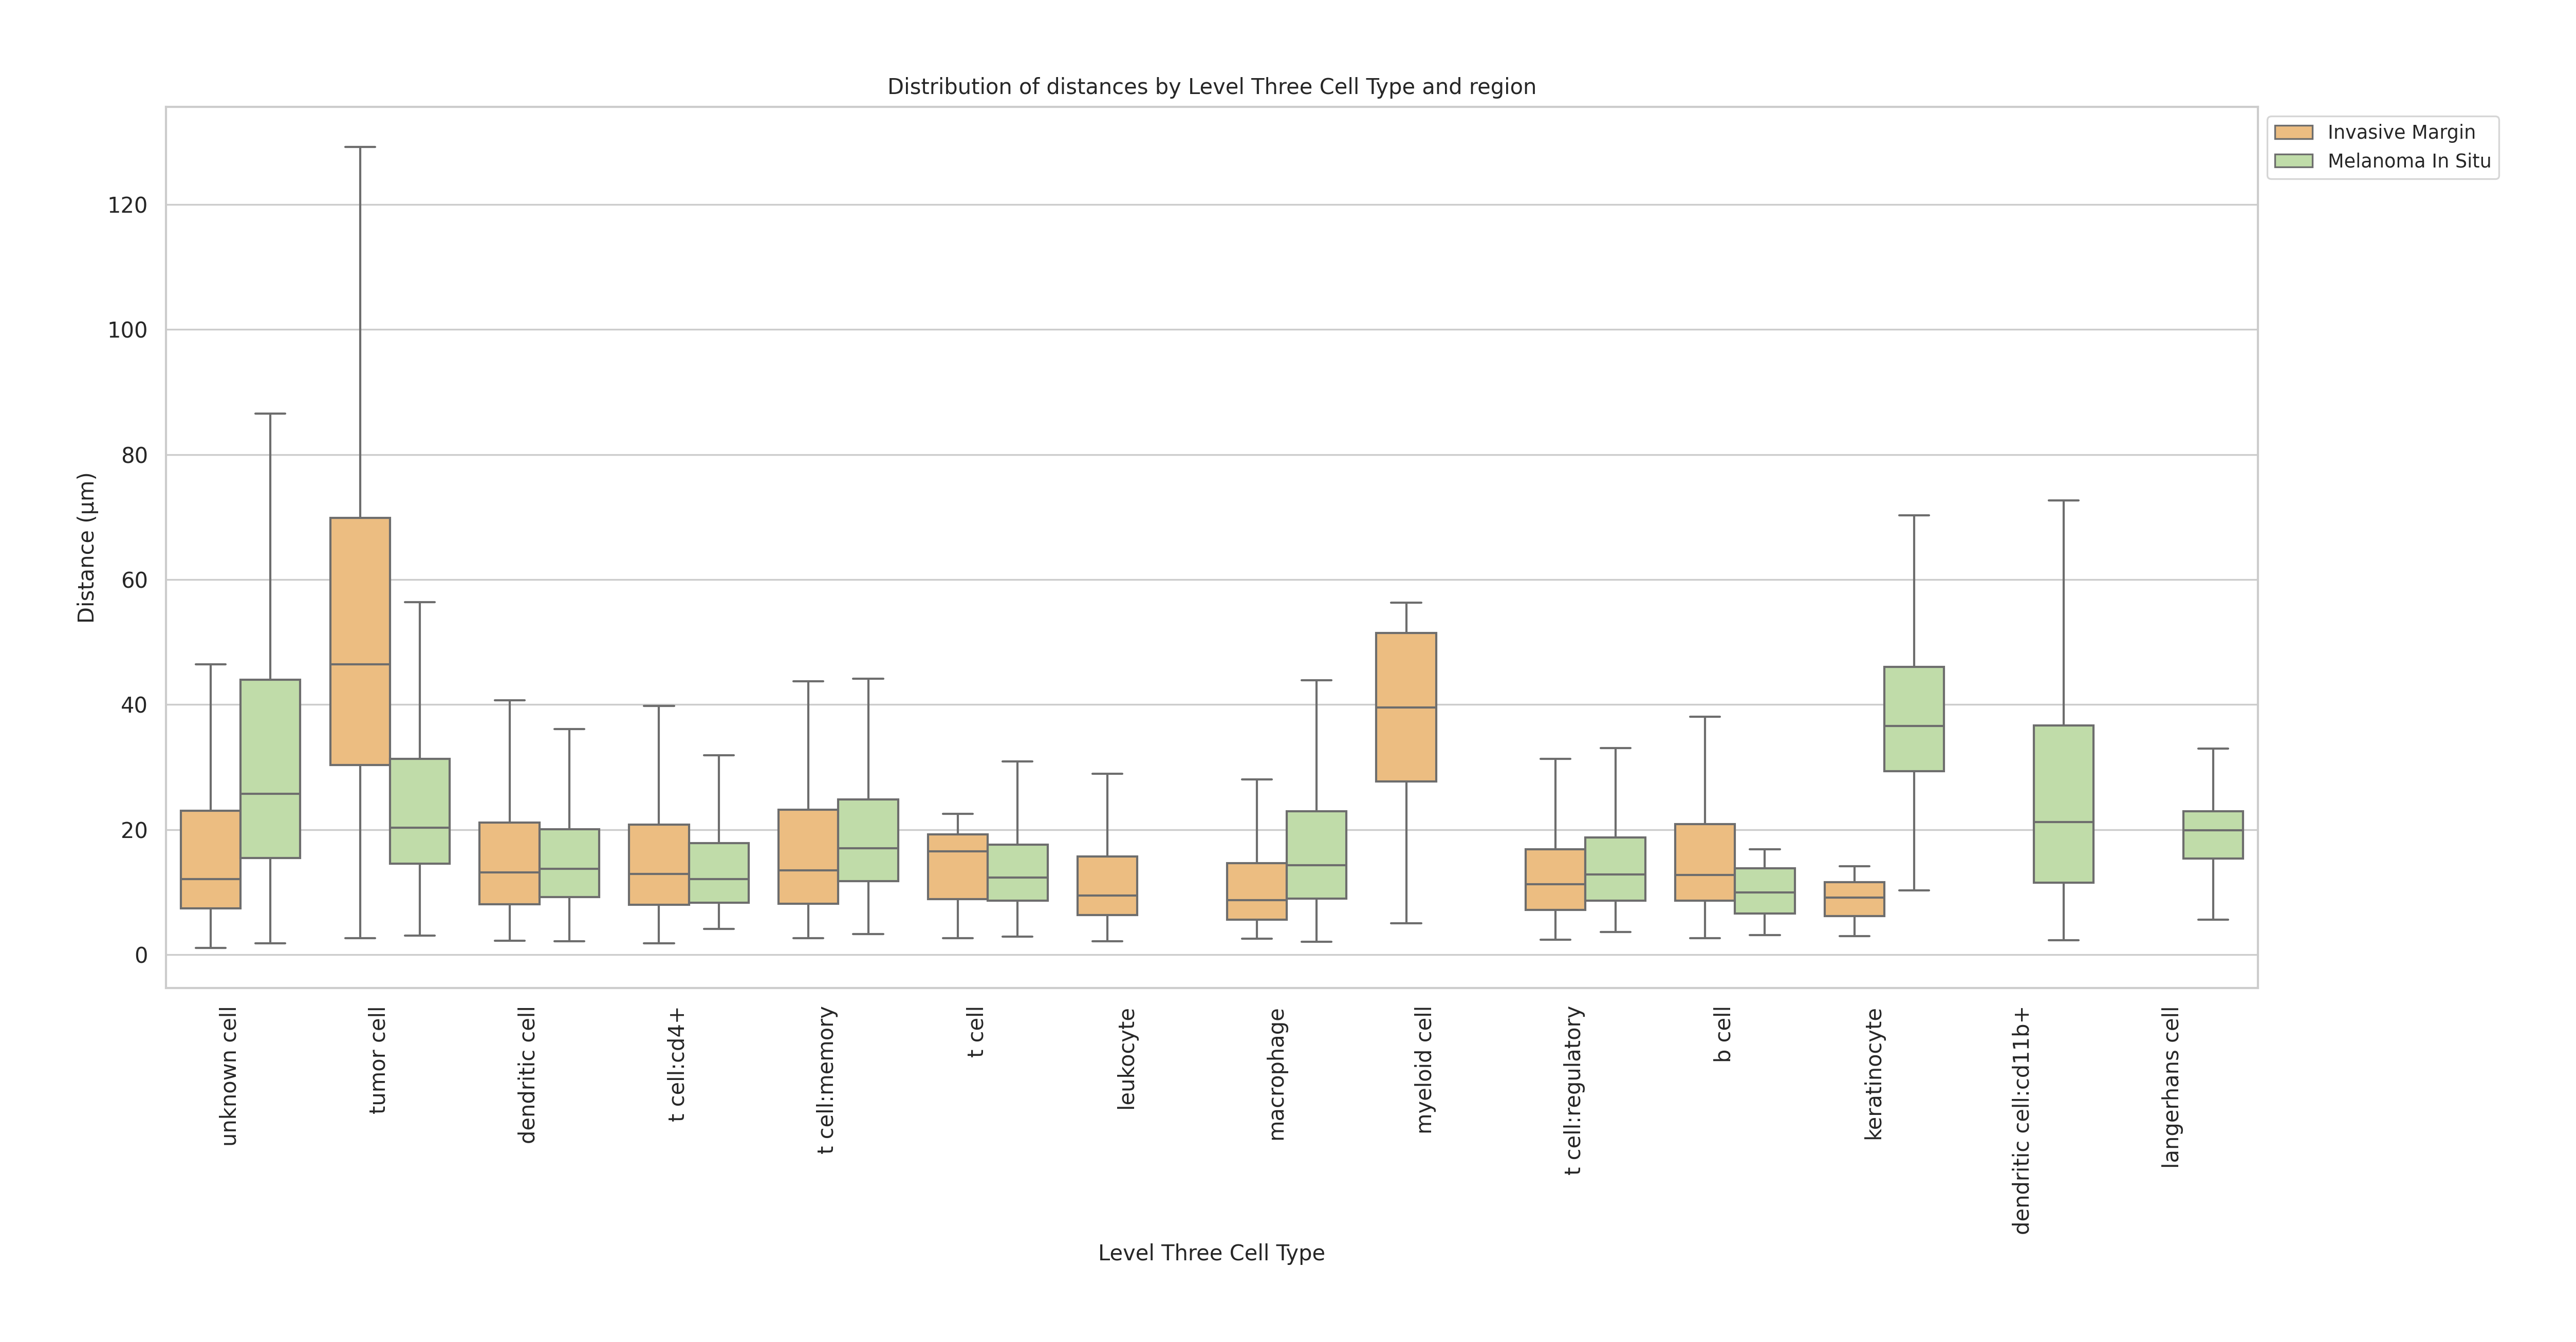 Distribution of distances by Level Three Cell Type and region
Invasive Margin
Melanoma In Situ
Distance (µm)
120
100
80
60
40
20
0
unknown cell
tumor cell
dendritic cell
t cell:cd4+
t cell:memory
t cell
leukocyte
macrophage
myeloid cell
t cell:regulatory
b cell
keratinocyte
dendritic cell:cd11b+
langerhans cell
Level Three Cell Type